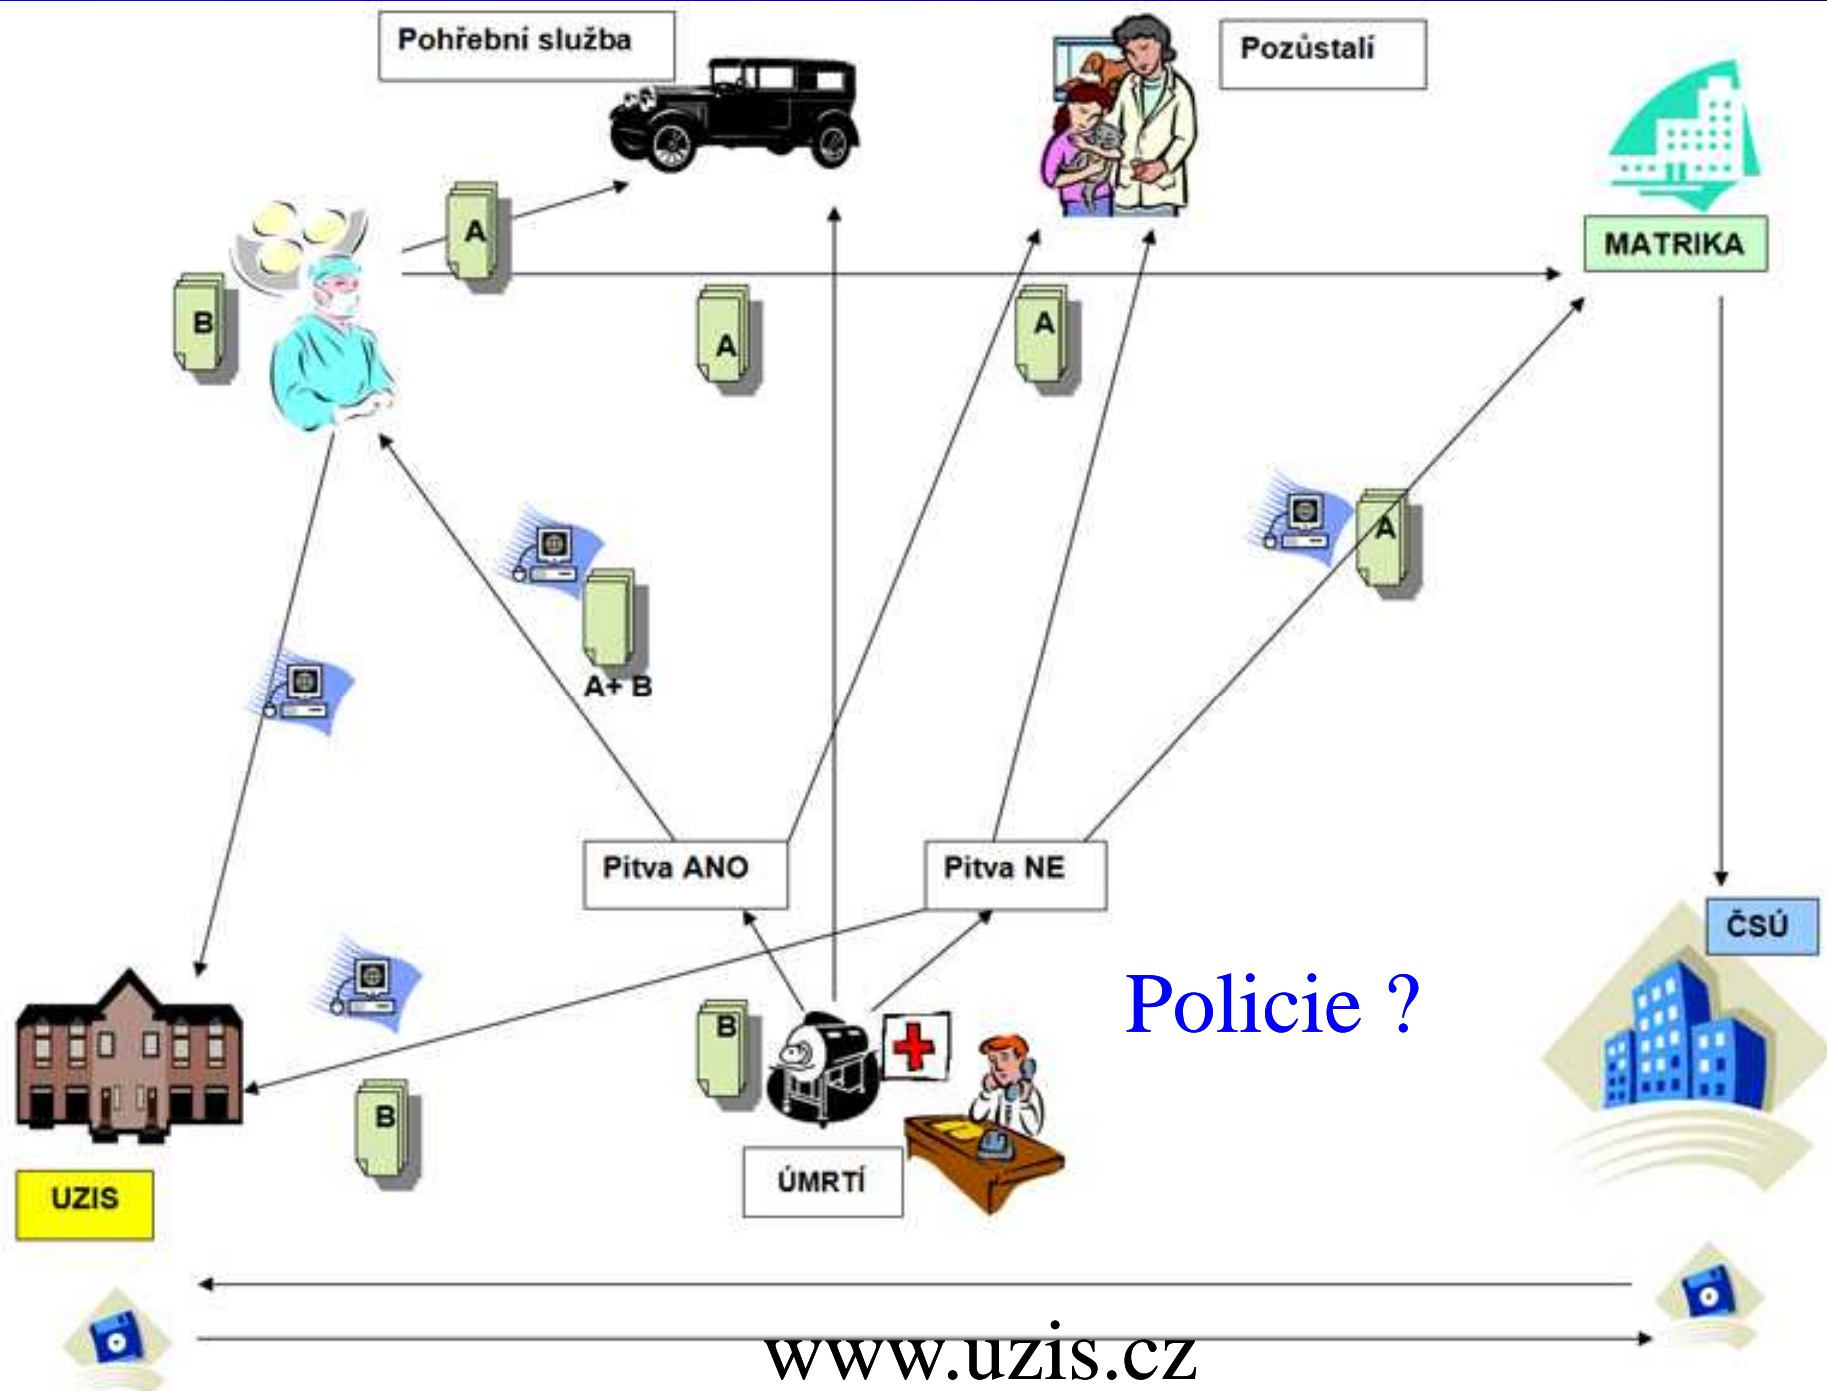 Pohřební služba
Pozůstalí
MATRIKA
A
B
A
A
A
A+ B
Pitva ANO
Pitva NE
ČSÚ
Policie ?
B
B
ÚMRTÍ
UZIS
www.uzis.cz